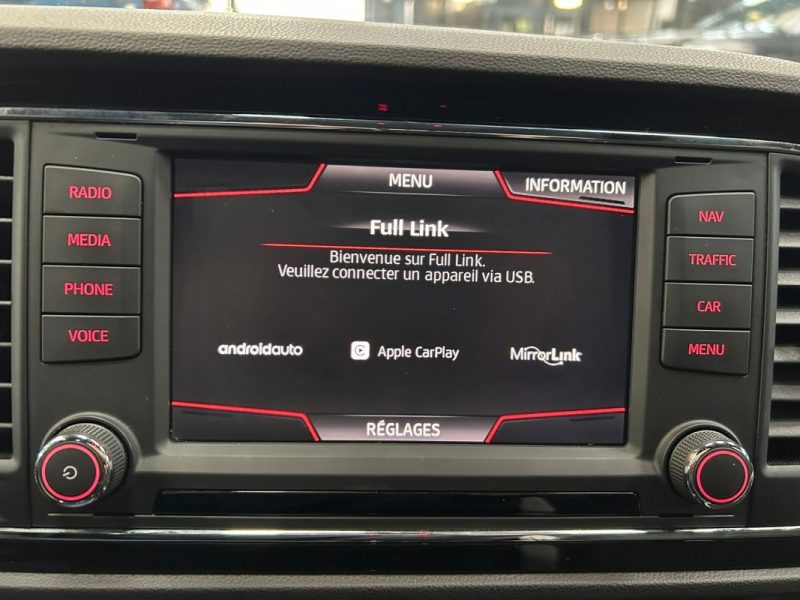 RADIO
MEDIA
PHONE
VOICE
MENU
INFORMATION
Full Link
Bienvenue sur Full Link.
Veuillez connecter un appareil via USB.
androidauto
Apple CarPlay
MirrorLink
RÉGLAGES
NAV
TRAFFIC
CAR
MENU